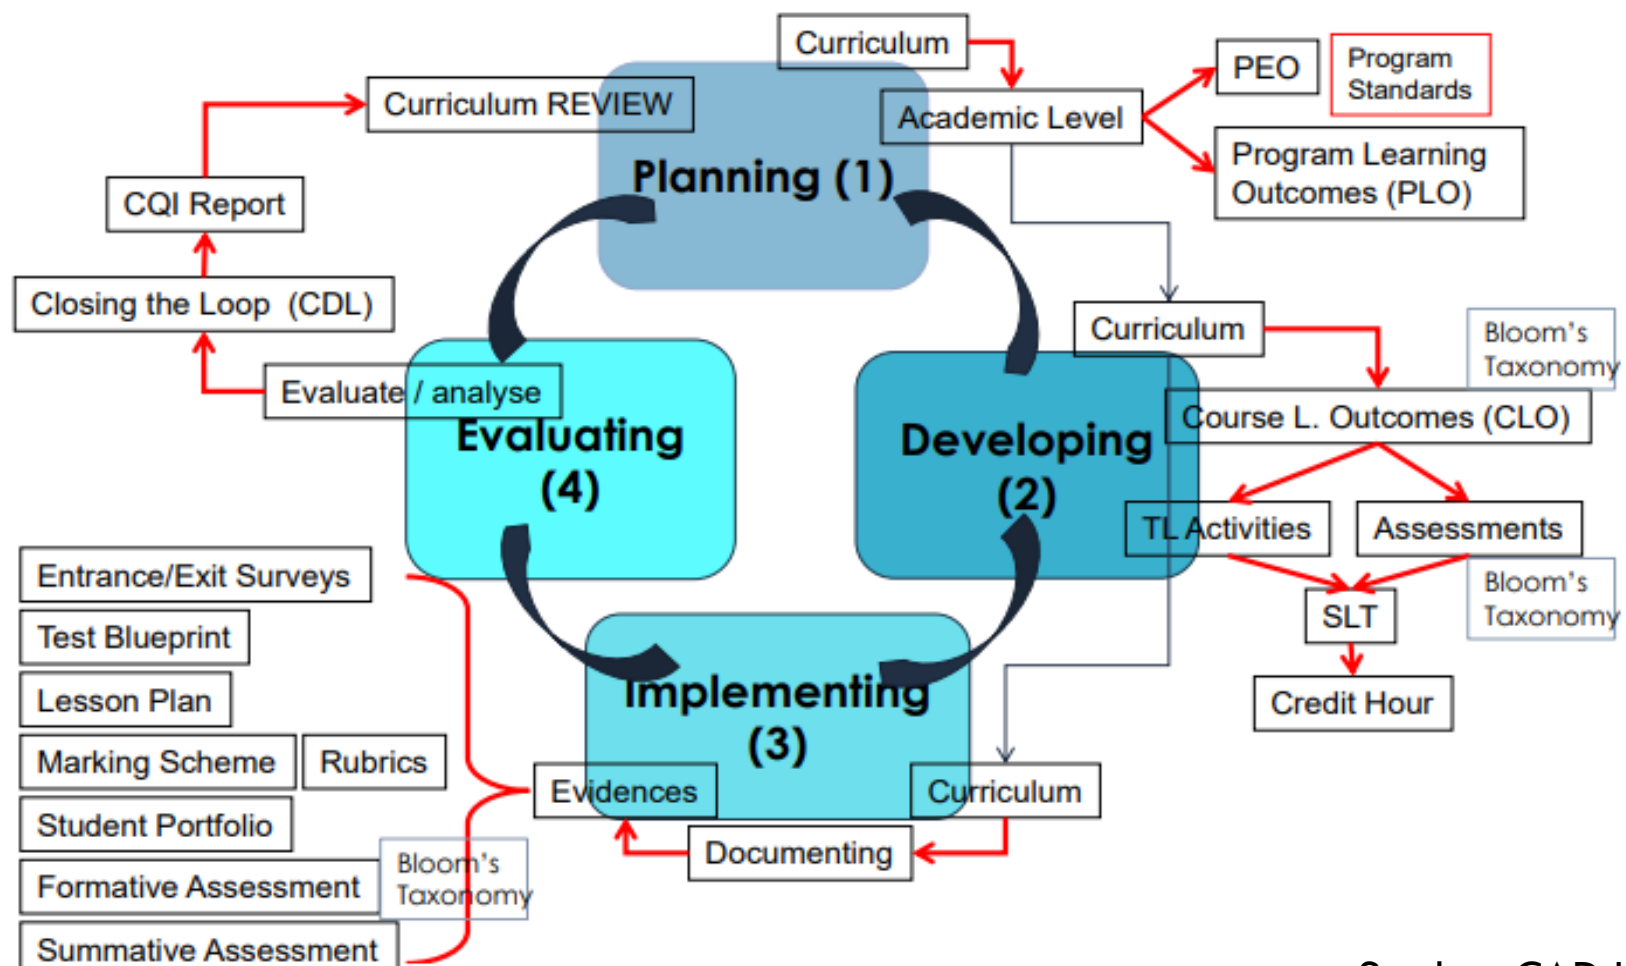 Curriculum
PEO
Program
Standards
Curriculum REVIEW
Academic Level
Program Learning
Outcomes (PLO)
Planning (1)
CQI Report
Closing the Loop (CDL)
Curriculum
Bloom's
Taxonomy
Evaluate / analyse
Course L. Outcomes (CLO)
Evaluating
(4)
Developing
(2)
TL Activities
Assessments
Entrance/Exit Surveys
Bloom's
Taxonomy
SLT
Test Blueprint
Lesson Plan
Implementing
(3)
Credit Hour
Marking Scheme
Rubrics
Evidences
Curriculum
Student Portfolio
Documenting
Formative Assessment
Bloom's
Taxonomy
Summative Assessment